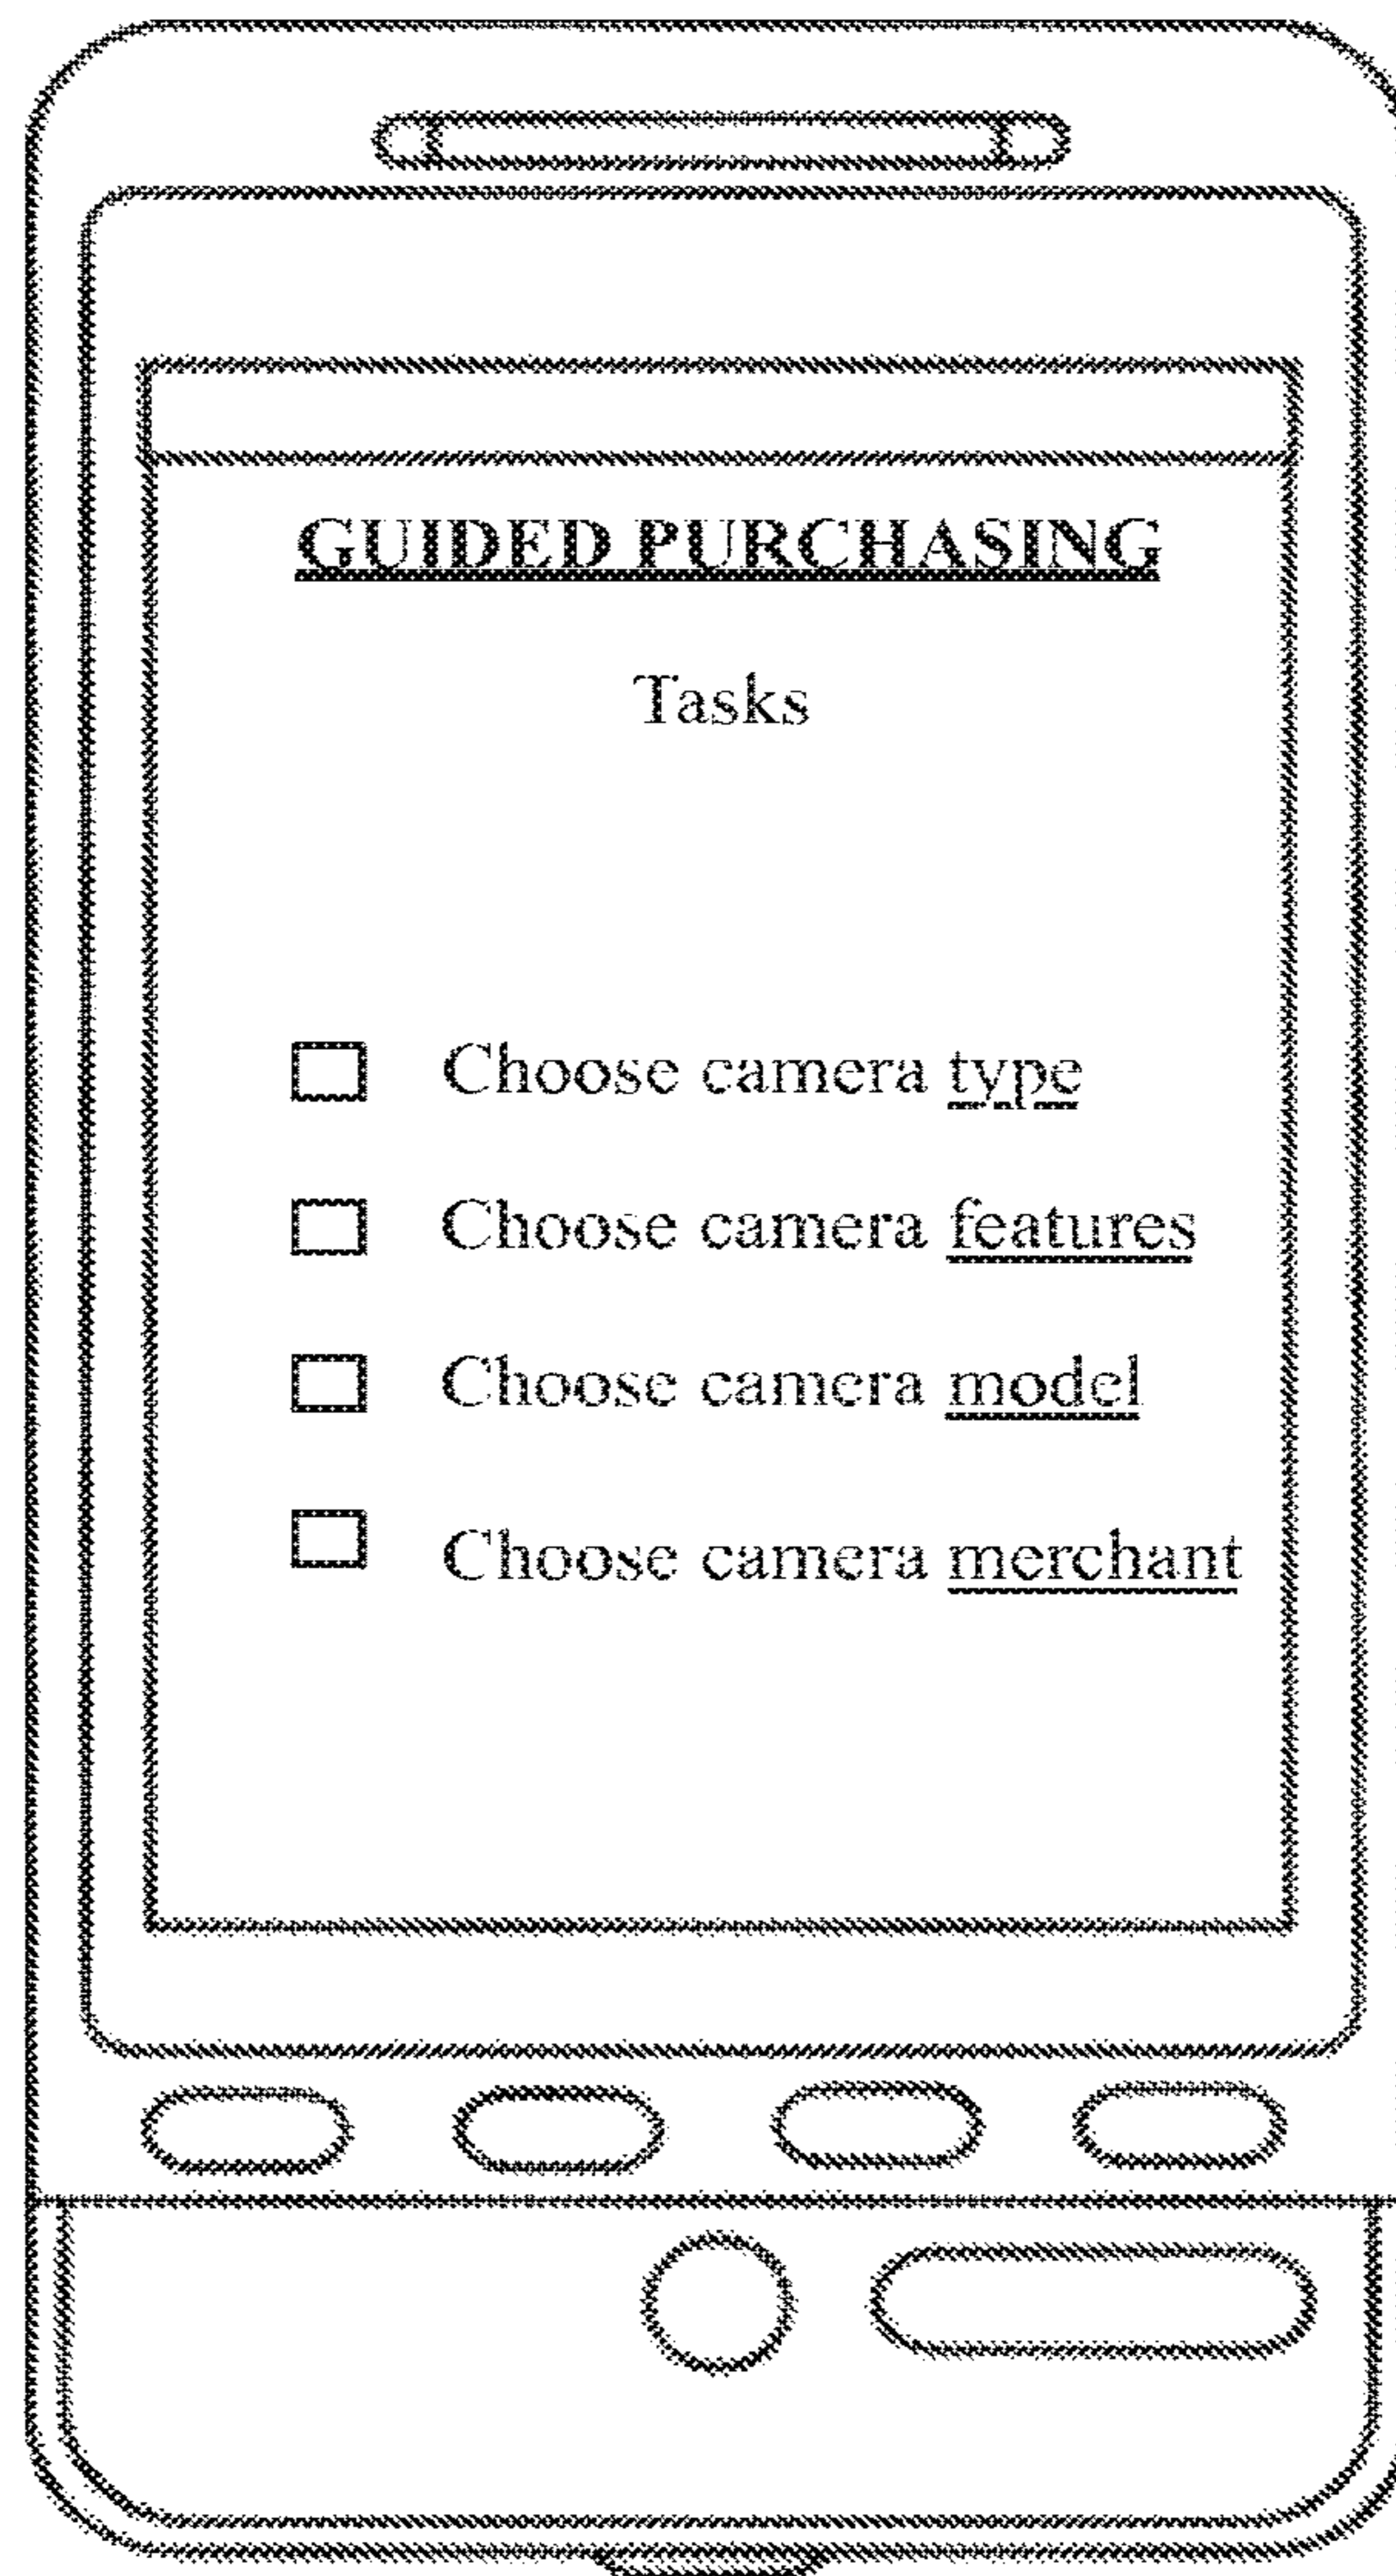 GUIDED PURCHASING
Tasks
Choose camera type
Choose camera features
Choose camera model
Choose camera merchant